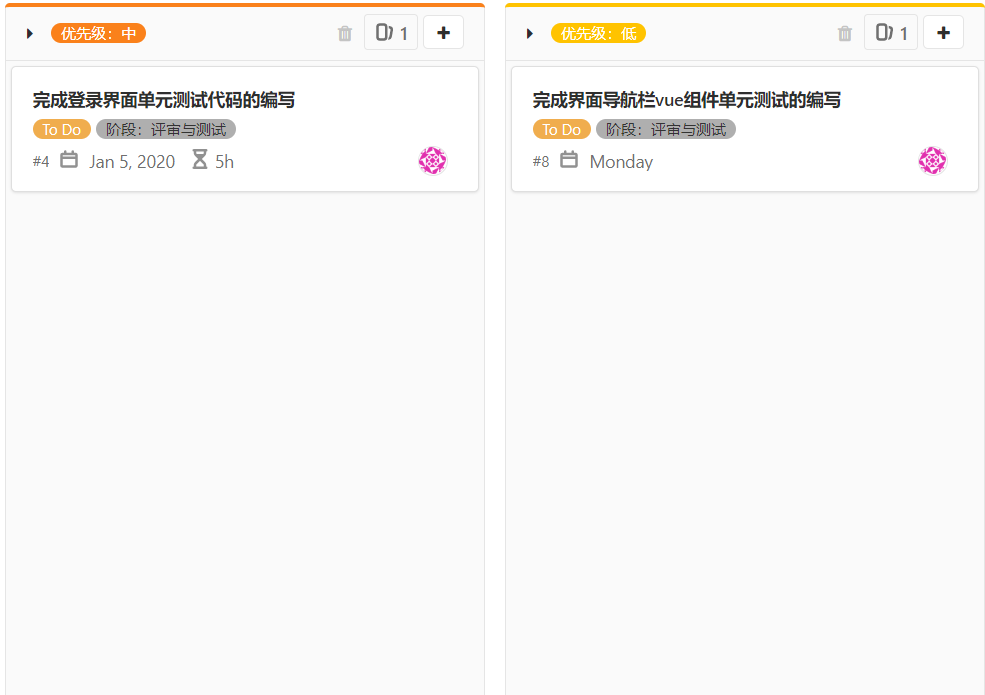 优先级：中
1
完成登录界面单元测试代码的编写
To Do 阶段：评审与测试
#4 Jan 5, 2020 5h
优先级：低
1
完成界面导航栏vue组件单元测试的编写
To Do 阶段：评审与测试
#8 Monday